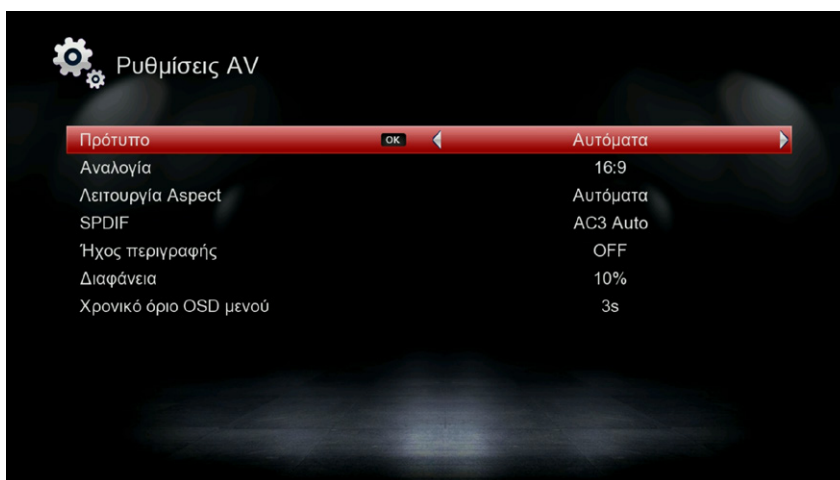 Ρυθμίσεις AV
Πρότυπο OK Αυτόματα
Αναλογία 16:9
Λειτουργία Aspect Αυτόματα
SPDIF AC3 Auto
Ήχος περιγραφής OFF
Διαφάνεια 10%
Χρονικό όριο OSD μενού 3s